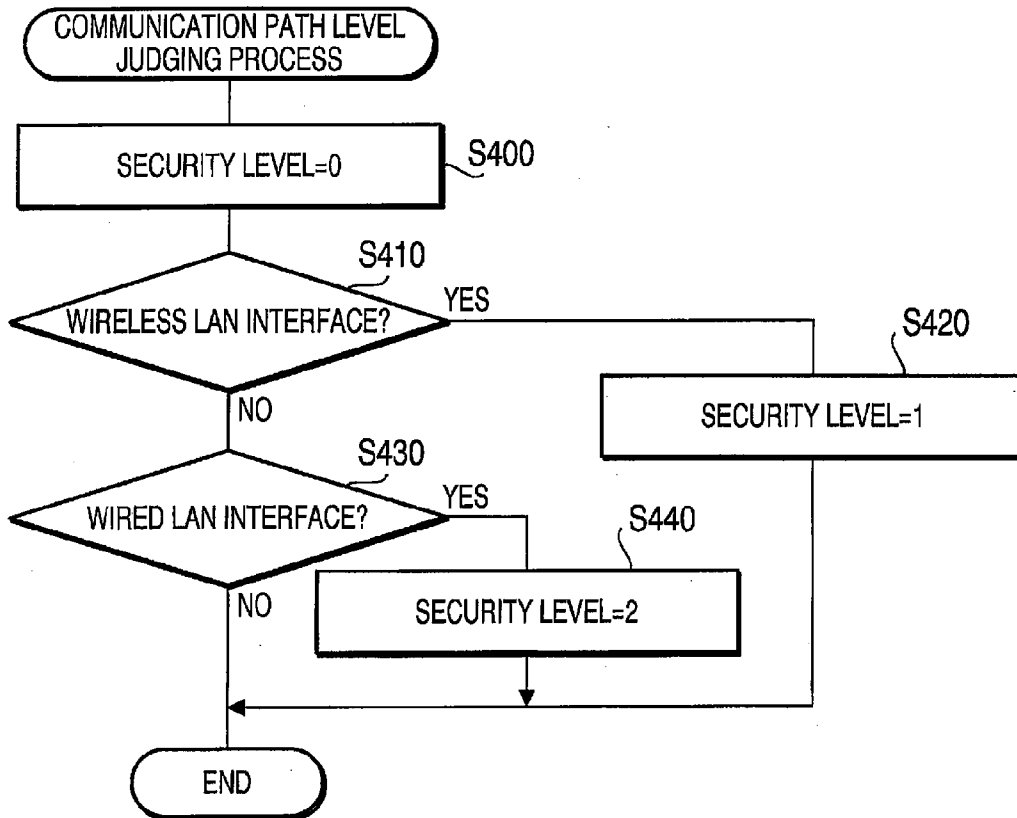 COMMUNICATION PATH LEVEL
JUDGING PROCESS
SECURITY LEVEL=0
S400
S410
WIRELESS LAN INTERFACE?
YES
S420
SECURITY LEVEL=1
NO
S430
WIRED LAN INTERFACE?
YES
S440
SECURITY LEVEL=2
NO
END